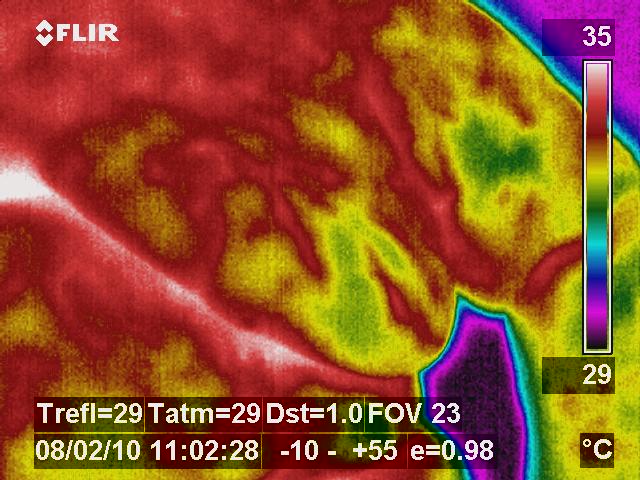 FLIR
35
29
Trefl=29 Tatm=29 Dst=1.0 FOV 23
08/02/10 11:02:28 -10 - +55 e=0.98
°C